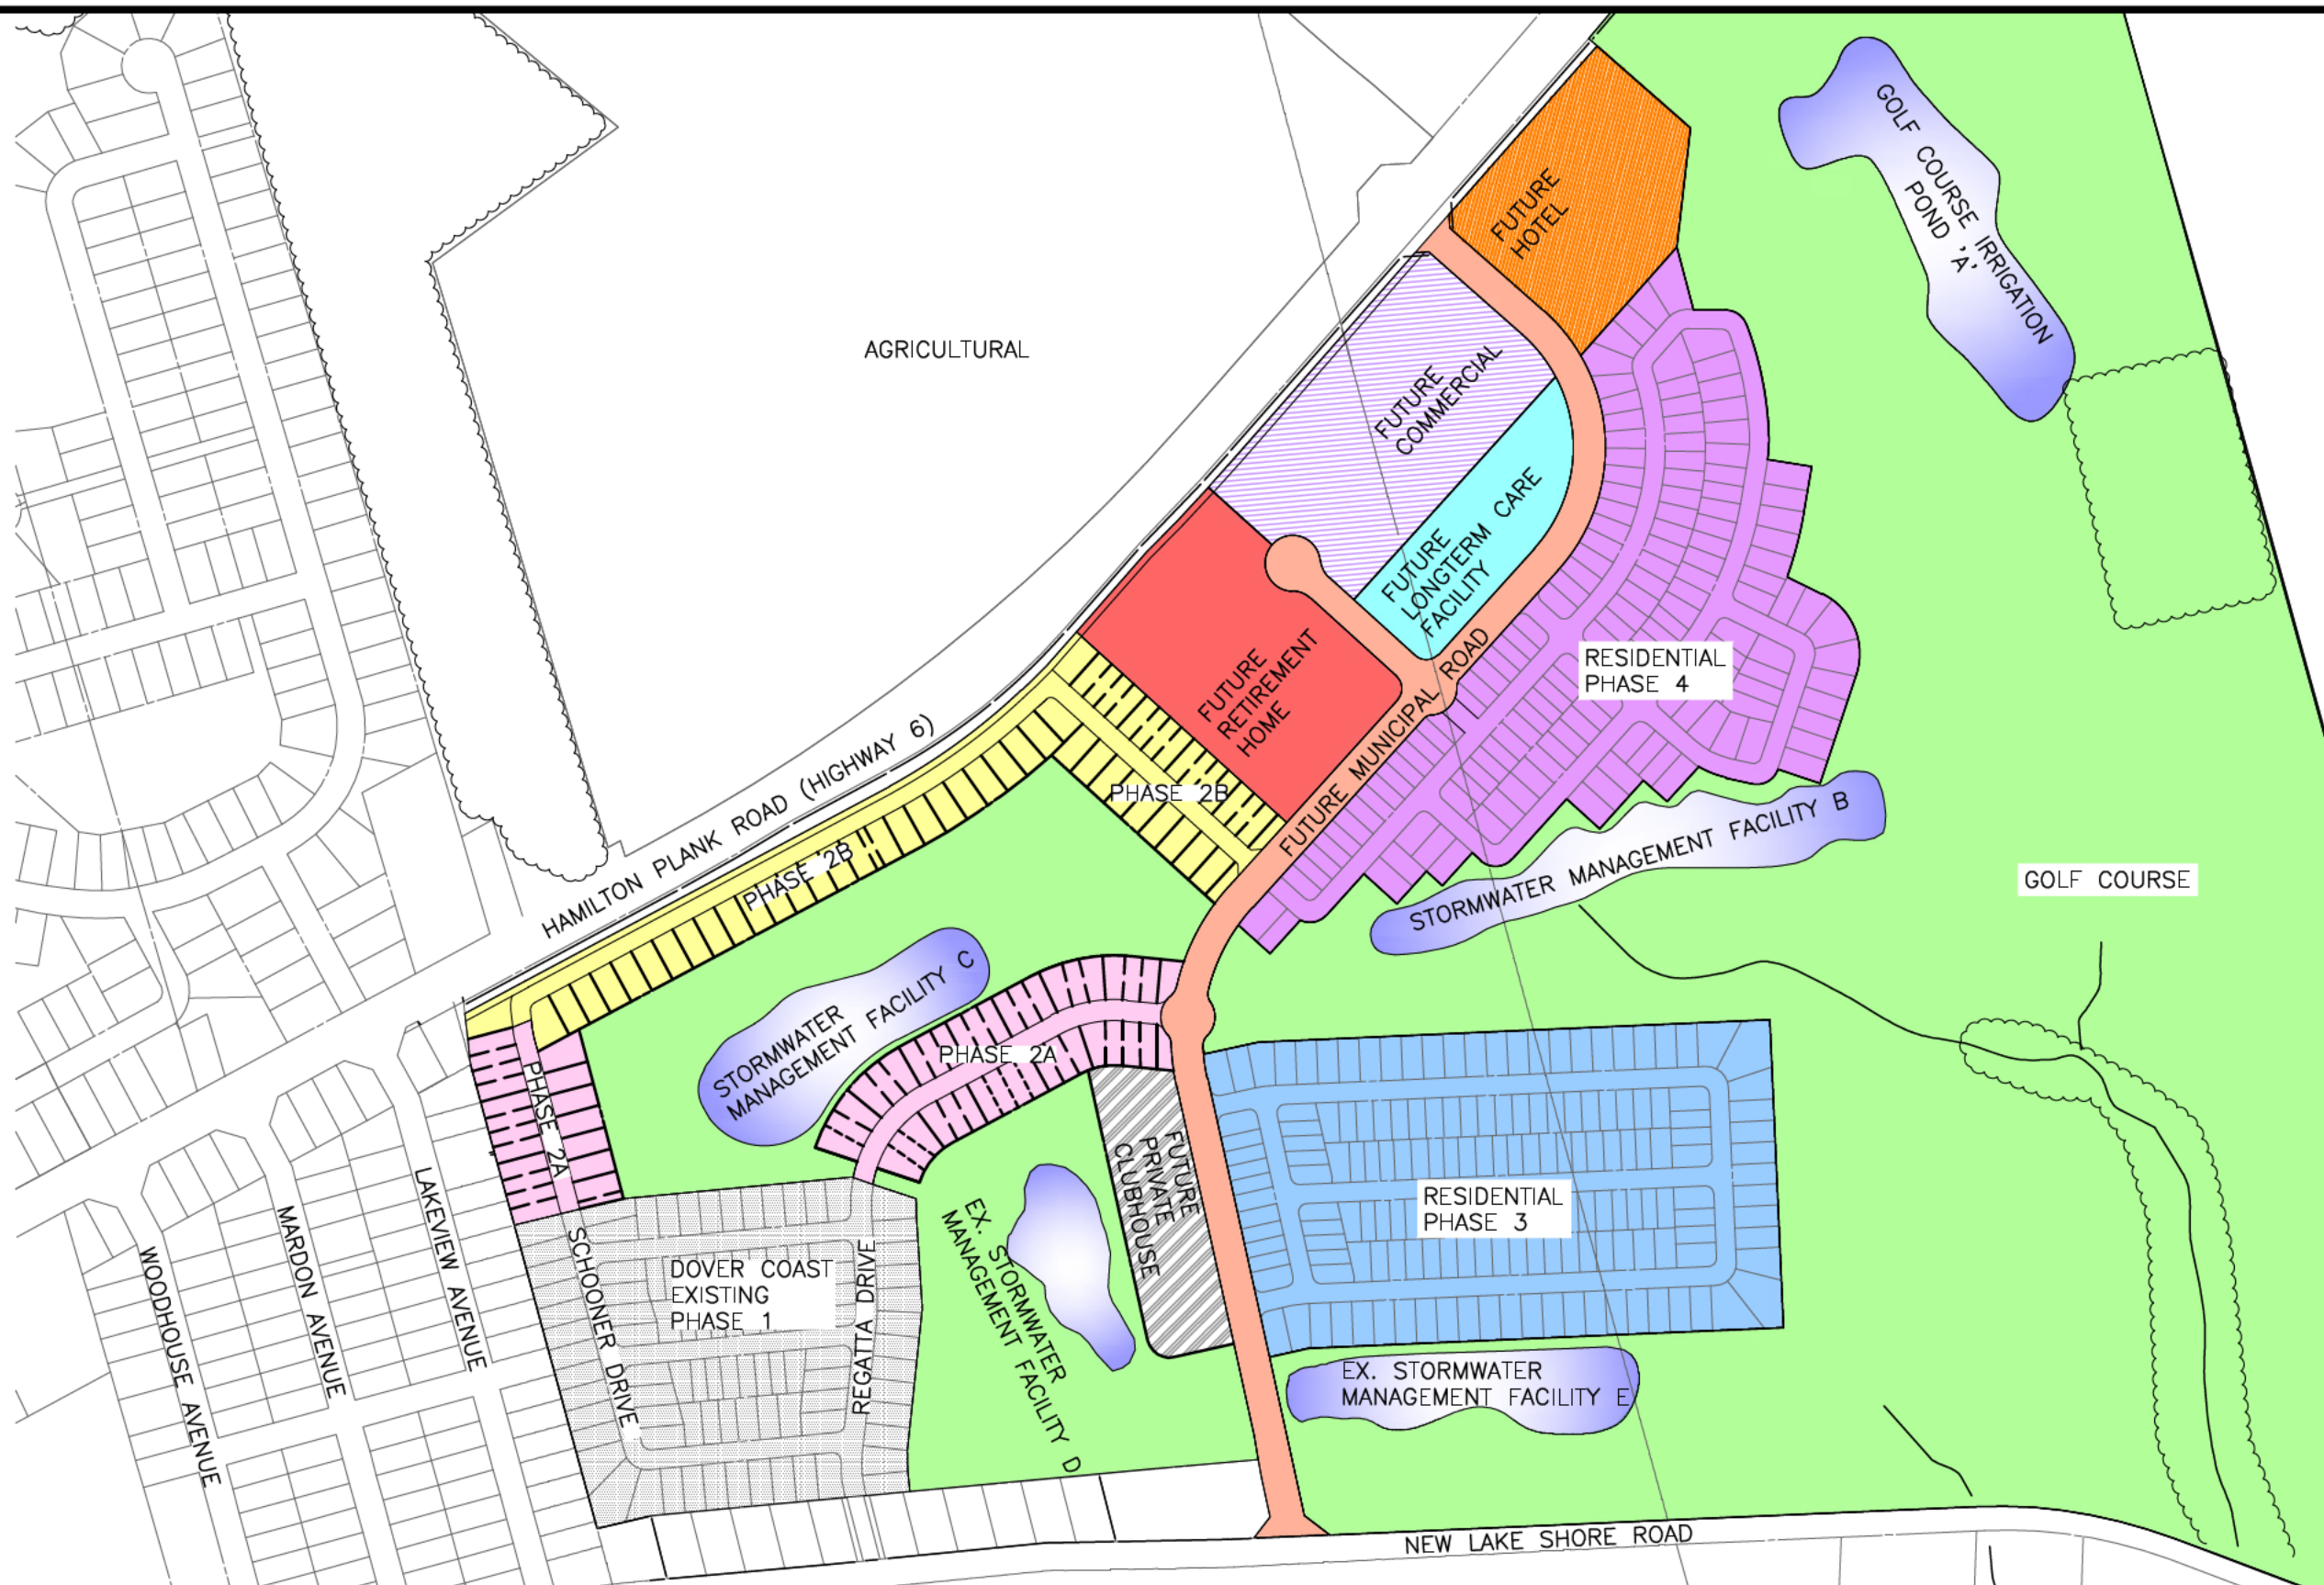 GOLF COURSE IRRIGATION
POND 'A'
FUTURE
HOTEL
AGRICULTURAL
FUTURE
COMMERCIAL
FUTURE
LONGTERM CARE
FACILITY
FUTURE
RETIREMENT
HOME
RESIDENTIAL
PHASE 4
HAMILTON PLANK ROAD (HIGHWAY 6)
FUTURE MUNICIPAL ROAD
PHASE 2B
PHASE 2B
STORMWATER MANAGEMENT FACILITY B
GOLF COURSE
STORMWATER
MANAGEMENT FACILITY C
PHASE 2A
PHASE 2A
FUTURE
PRIVATE
CLUBHOUSE
RESIDENTIAL
PHASE 3
EX. STORMWATER
MANAGEMENT FACILITY D
DOVER COAST
EXISTING
PHASE 1
SCHOONER DRIVE
REGATTA DRIVE
LAKEVIEW AVENUE
MARDON AVENUE
WOODHOUSE AVENUE
EX. STORMWATER
MANAGEMENT FACILITY E
NEW LAKE SHORE ROAD